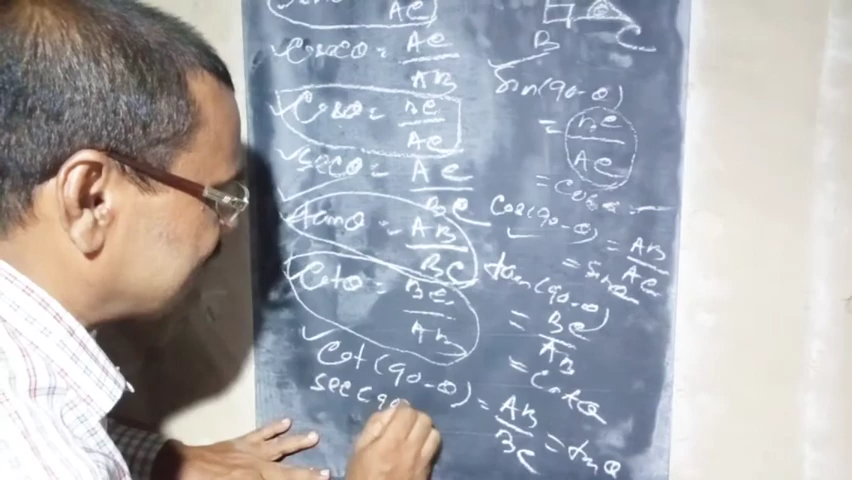 AC
Cosecθ = AC/AB
Cosθ = BC/AC
secθ = AC/BC
tanθ = AB/BC
Cotθ = BC/AB
Cot(90-θ) = AB/BC = tanθ
sec(90
B C
Sin(90-θ)
= BC/AC
= cosθ
Cos(90-θ) = AB/AC
= sinθ
tan(90-θ)
= BC/AB
= Cotθ